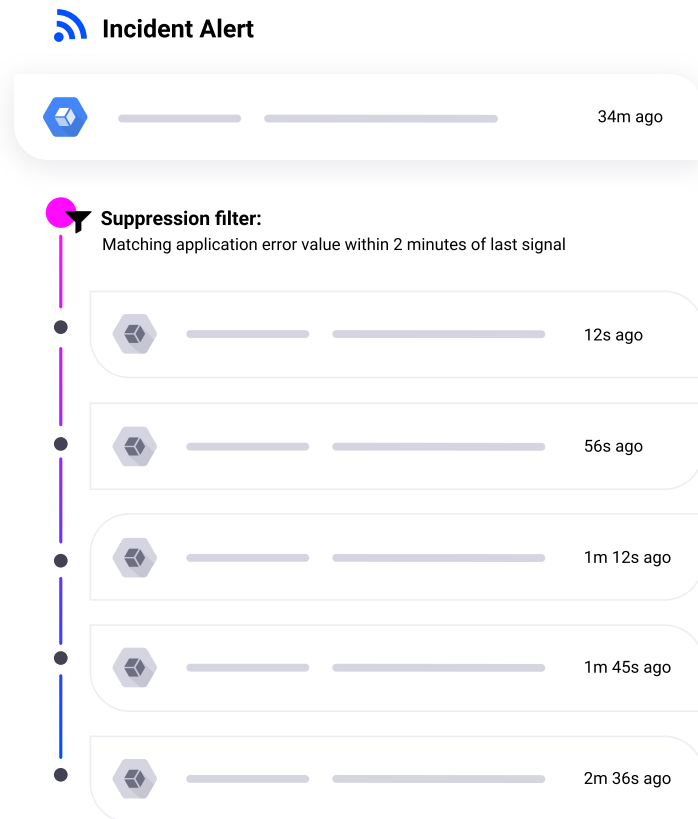 Incident Alert
34m ago
Suppression filter:
Matching application error value within 2 minutes of last signal
12s ago
56s ago
1m 12s ago
1m 45s ago
2m 36s ago